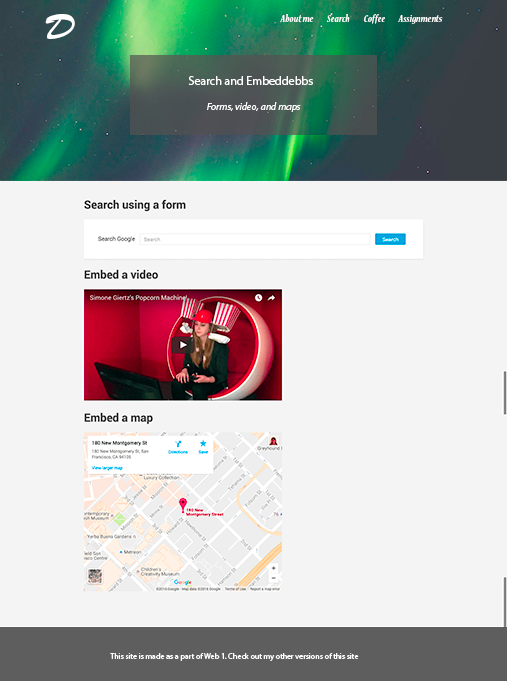 D
About me Search Coffee Assignments
Search and Embeddebbs
Forms, video, and maps
Search using a form
Search Google Search Search
Embed a video
Simone Giertz's Popcorn Machine!
Embed a map
180 New Montgomery St
180 New Montgomery St, San
Francisco, CA 94105
Directions Save
View larger map
Greyhound
Luxury Collection
180 New
Montgomery Street
Contemporary
Jewish Museum
Yerba Buena Gardens
Metreon
Children's
Creativity Museum
Google
Map data ©2016 Google Terms of Use Report a map error
This site is made as a part of Web 1. Check out my other versions of this site